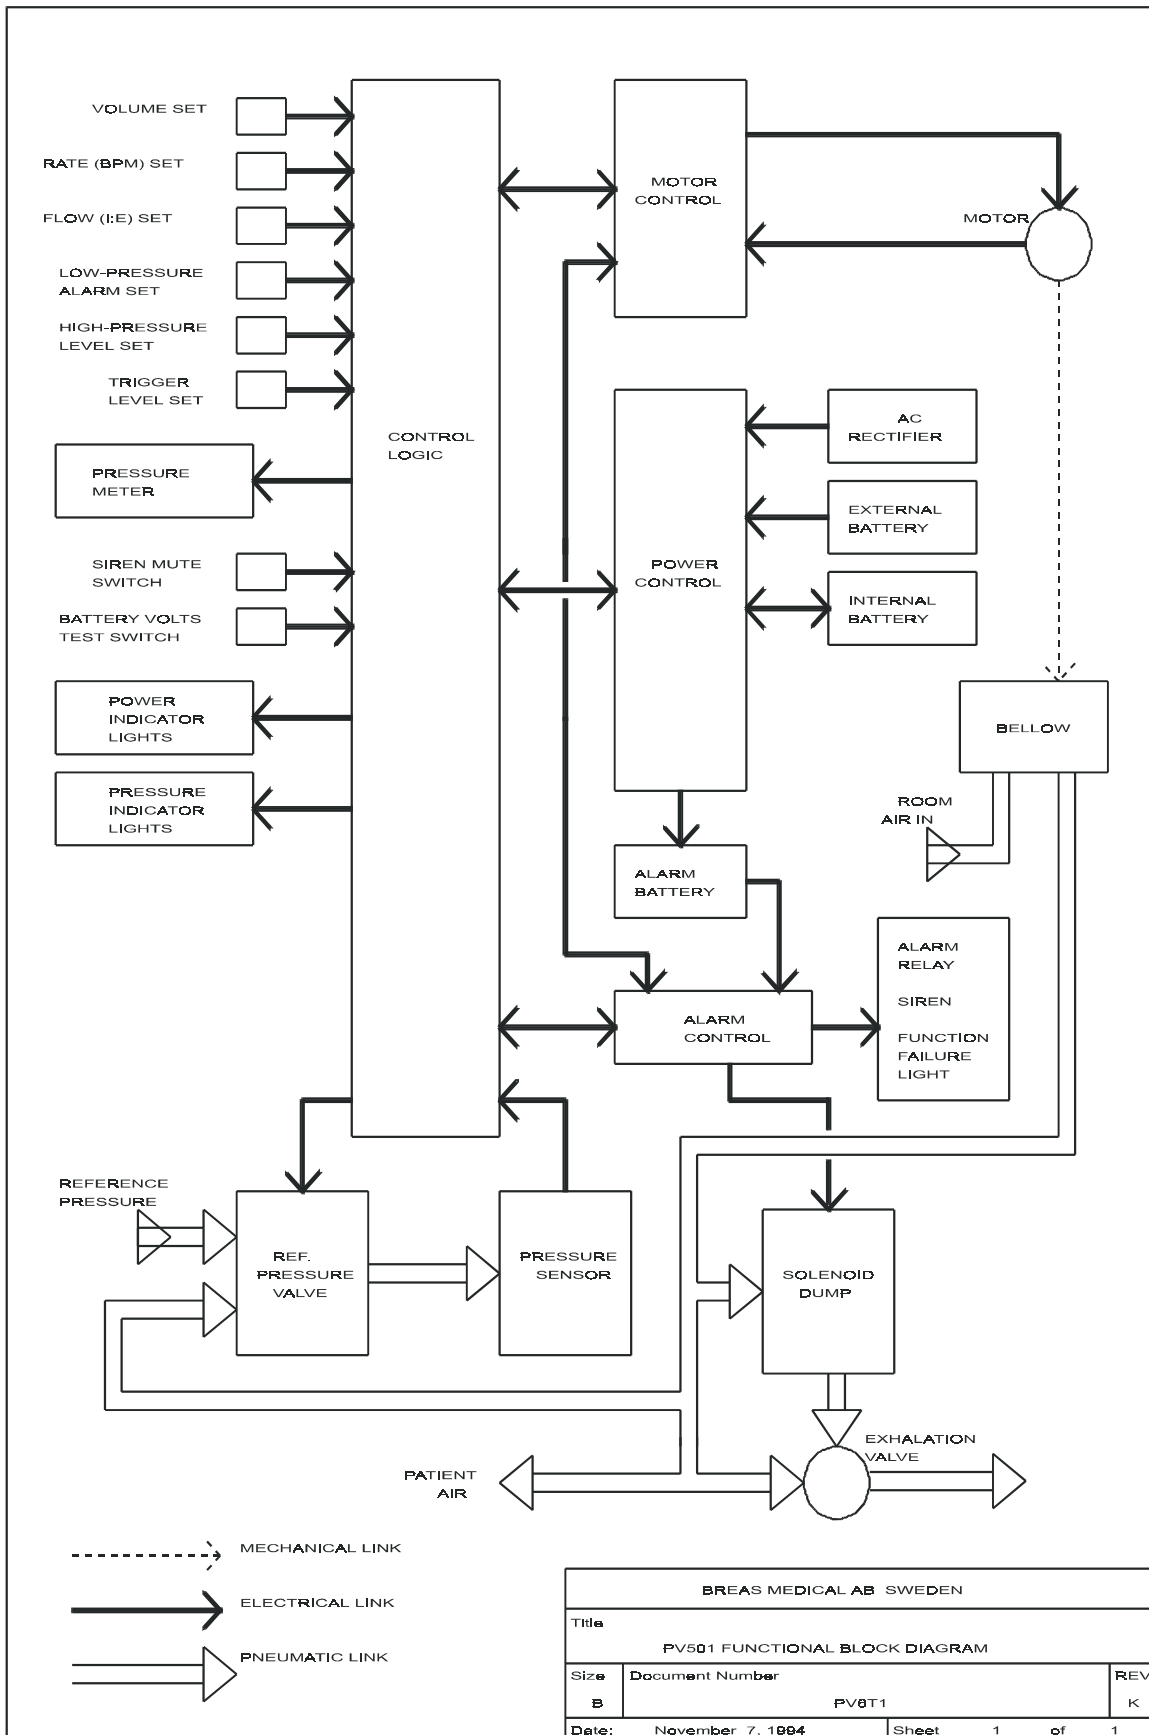 VOLUME SET
RATE (BPM) SET
FLOW (I:E) SET
LOW-PRESSURE
ALARM SET
HIGH-PRESSURE
LEVEL SET
TRIGGER
LEVEL SET
PRESSURE
METER
SIREN MUTE
SWITCH
BATTERY VOLTS
TEST SWITCH
POWER
INDICATOR
LIGHTS
PRESSURE
INDICATOR
LIGHTS
CONTROL
LOGIC
MOTOR
CONTROL
MOTOR
AC
RECTIFIER
EXTERNAL
BATTERY
POWER
CONTROL
INTERNAL
BATTERY
BELLOW
ROOM
AIR IN
ALARM
BATTERY
ALARM
RELAY
SIREN
FUNCTION
FAILURE
LIGHT
ALARM
CONTROL
REFERENCE
PRESSURE
REF.
PRESSURE
VALVE
PRESSURE
SENSOR
SOLENOID
DUMP
EXHALATION
VALVE
PATIENT
AIR
MECHANICAL LINK
ELECTRICAL LINK
PNEUMATIC LINK
BREAS MEDICAL AB SWEDEN
Title
PV501 FUNCTIONAL BLOCK DIAGRAM
Size Document Number REV
B PV6T1 K
Date: November 7, 1994 Sheet 1 of 1